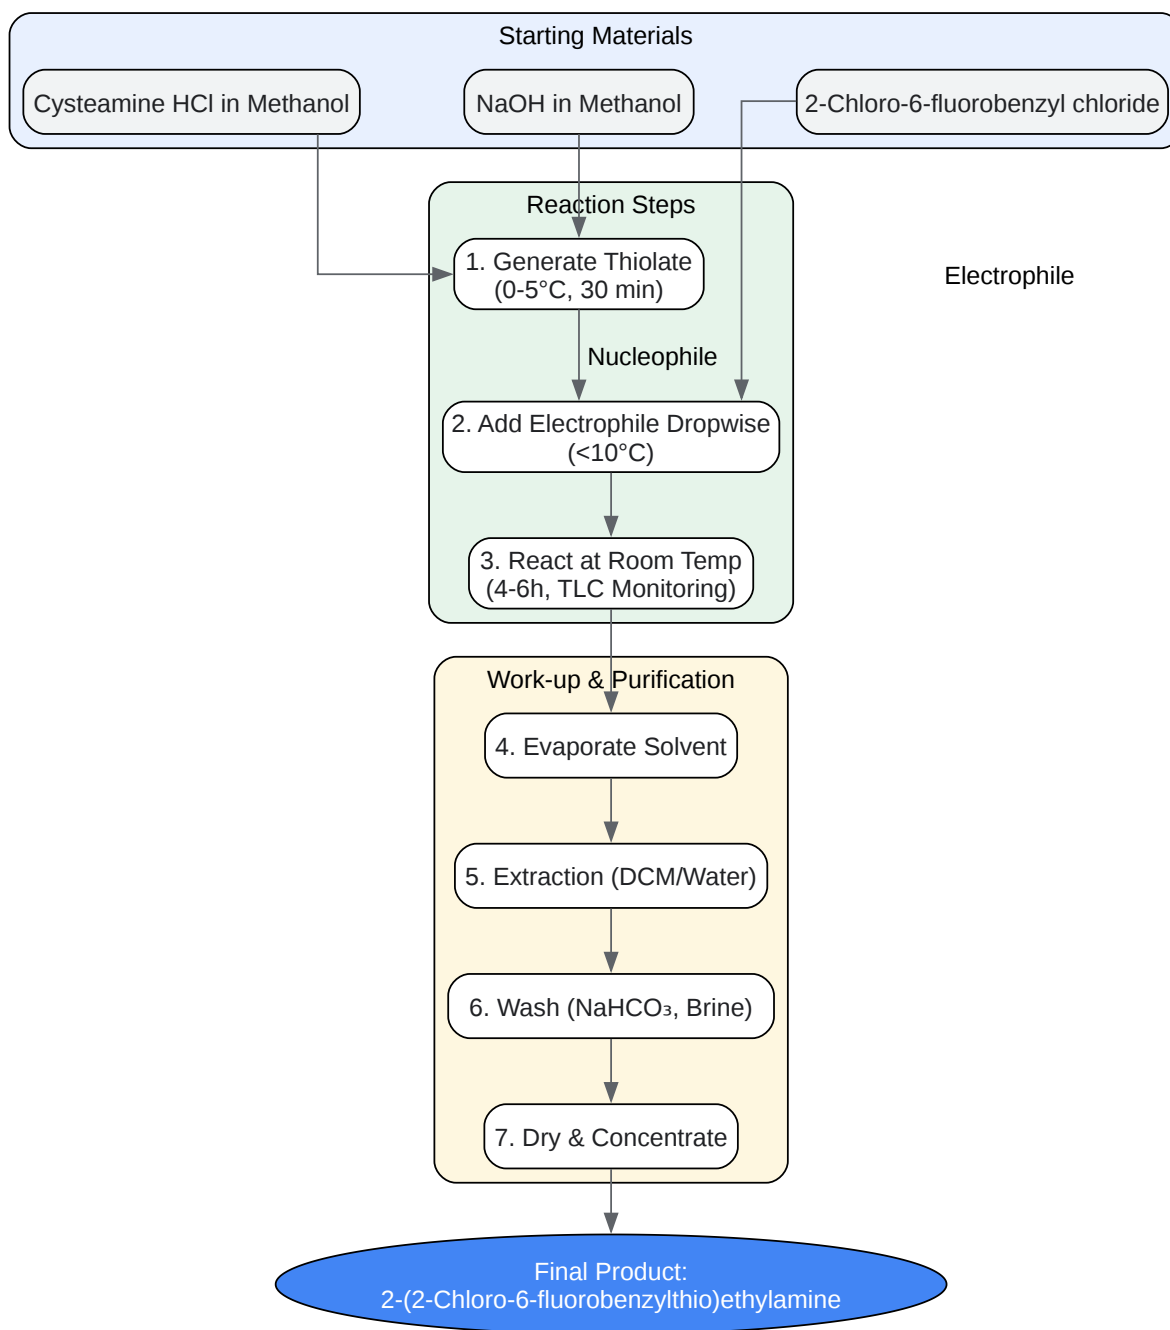 Starting Materials
Cysteamine HCl in Methanol
NaOH in Methanol
2-Chloro-6-fluorobenzyl chloride
Reaction Steps
1. Generate Thiolate
(0-5°C, 30 min)
Electrophile
Nucleophile
2. Add Electrophile Dropwise
(<10°C)
3. React at Room Temp
(4-6h, TLC Monitoring)
Work-up & Purification
4. Evaporate Solvent
5. Extraction (DCM/Water)
6. Wash (NaHCO₃, Brine)
7. Dry & Concentrate
Final Product:
2-(2-Chloro-6-fluorobenzylthio)ethylamine